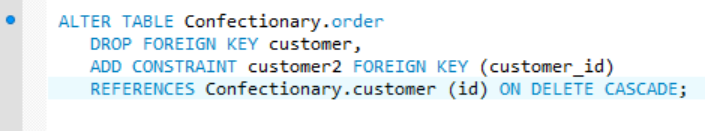 ALTER TABLE Confectionary.order
DROP FOREIGN KEY customer,
ADD CONSTRAINT customer2 FOREIGN KEY (customer_id)
REFERENCES Confectionary.customer (id) ON DELETE CASCADE;